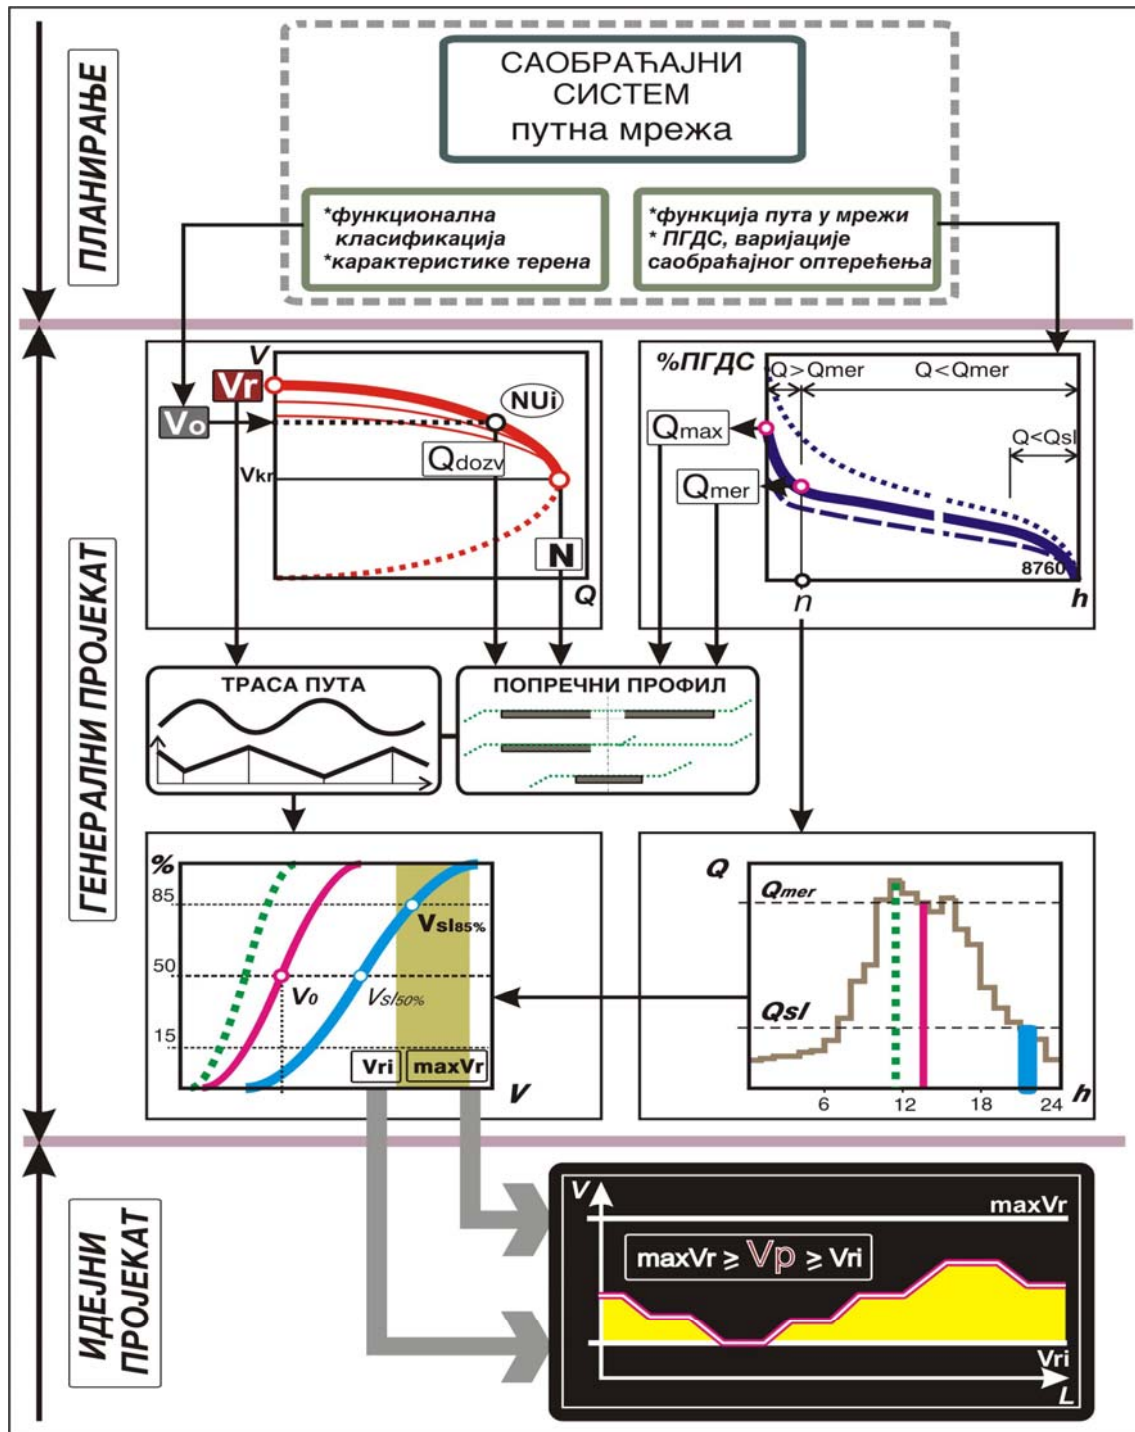 ПЛАНИРАЊЕ
САОБРАЋАЈНИ
СИСТЕМ
путна мрежа
*функционална
класификација
*карактеристике терена
*функција пута у мрежи
* ПГДС, варијације
саобраћајног оптерећења
ГЕНЕРАЛНИ ПРОЈЕКАТ
V
Vr
Vo
NUi
Qdozv
Vkr
N
Q
%ПГДС
Q>Qmer
Q<Qmer
Qmax
Q<Qsl
Qmer
8760
n
h
ТРАСА ПУТА
ПОПРЕЧНИ ПРОФИЛ
%
85
Vsl85%
50
V0
Vsl50%
15
Vri
maxVr
V
Q
Qmer
Qsl
6
12
18
24
h
ИДЕЈНИ
ПРОЈЕКАТ
V
maxVr
maxVr ≥ Vp ≥ Vri
Vri
L